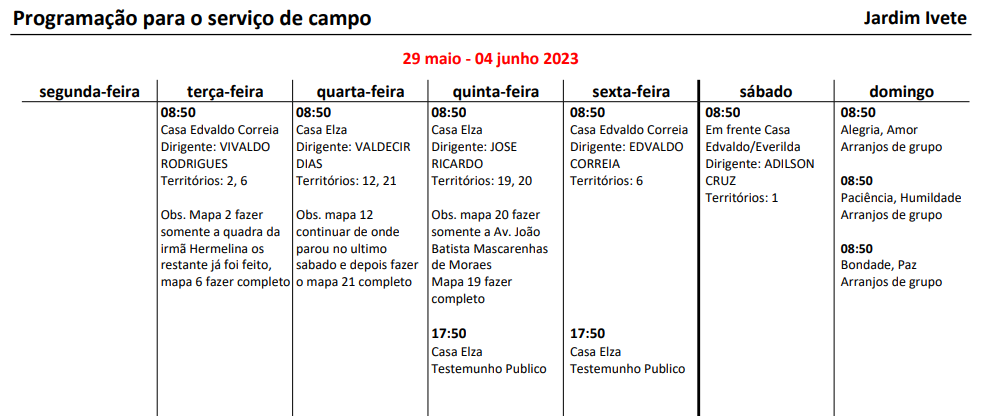 Programação para o serviço de campo
Jardim Ivete
29 maio - 04 junho 2023
segunda-feira
terça-feira
08:50
Casa Edvaldo Correia
Dirigente: VIVALDO
RODRIGUES
Territórios: 2, 6
Obs. Mapa 2 fazer
somente a quadra da
irmã Hermelina os
restante já foi feito,
mapa 6 fazer completo
quarta-feira
08:50
Casa Elza
Dirigente: VALDECIR
DIAS
Territórios: 12, 21
Obs. mapa 12
continuar de onde
parou no ultimo
sabado e depois fazer
o mapa 21 completo
quinta-feira
08:50
Casa Elza
Dirigente: JOSE
RICARDO
Territórios: 19, 20
Obs. mapa 20 fazer
somente a Av. João
Batista Mascarenhas
de Moraes
Mapa 19 fazer
completo
17:50
Casa Elza
Testemunho Publico
sexta-feira
08:50
Casa Edvaldo Correia
Dirigente: EDVALDO
CORREIA
Territórios: 6
17:50
Casa Elza
Testemunho Publico
sábado
08:50
Em frente Casa
Edvaldo/Everilda
Dirigente: ADILSON
CRUZ
Territórios: 1
domingo
08:50
Alegria, Amor
Arranjos de grupo
08:50
Paciência, Humildade
Arranjos de grupo
08:50
Bondade, Paz
Arranjos de grupo